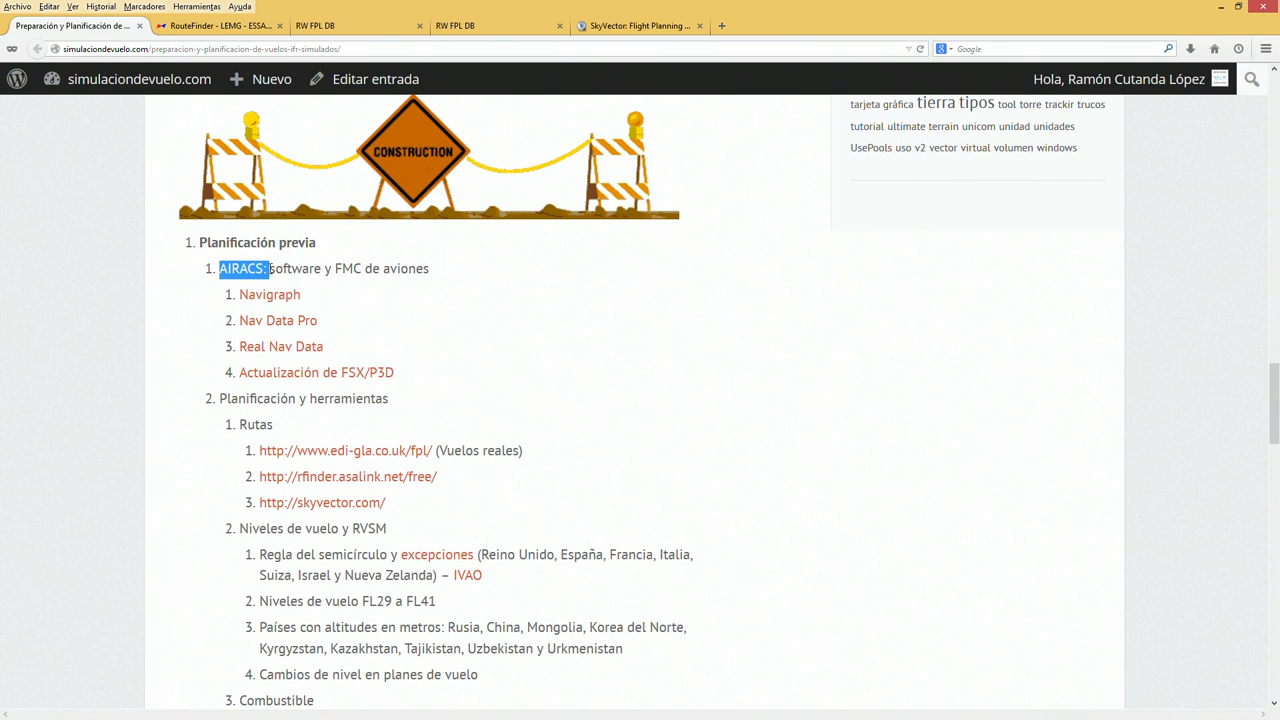 Archivo Editar Ver Historial Marcadores Herramientas Ayuda
Preparación y Planificación de ... × RouteFinder - LEMG - ESSA... × RW FPL DB × RW FPL DB × SkyVector: Flight Planning ... × +
simulaciondevuelo.com/preparacion-y-planificacion-de-vuelos-ifr-simulados/ Google
simulaciondevuelo.com Nuevo Editar entrada Hola, Ramón Cutanda López
tarjeta gráfica tierra tipos tool torre trackir trucos
tutorial ultimate terrain unicom unidad unidades
UsePools uso v2 vector virtual volumen windows
CONSTRUCTION
1. Planificación previa
1. AIRACS: software y FMC de aviones
1. Navigraph
2. Nav Data Pro
3. Real Nav Data
4. Actualización de FSX/P3D
2. Planificación y herramientas
1. Rutas
1. http://www.edi-gla.co.uk/fpl/ (Vuelos reales)
2. http://rfinder.asalink.net/free/
3. http://skyvector.com/
2. Niveles de vuelo y RVSM
1. Regla del semicírculo y excepciones (Reino Unido, España, Francia, Italia,
Suiza, Israel y Nueva Zelanda) – IVAO
2. Niveles de vuelo FL29 a FL41
3. Países con altitudes en metros: Rusia, China, Mongolia, Korea del Norte,
Kyrgyzstan, Kazakhstan, Tajikistan, Uzbekistan y Urkmenistan
4. Cambios de nivel en planes de vuelo
3. Combustible